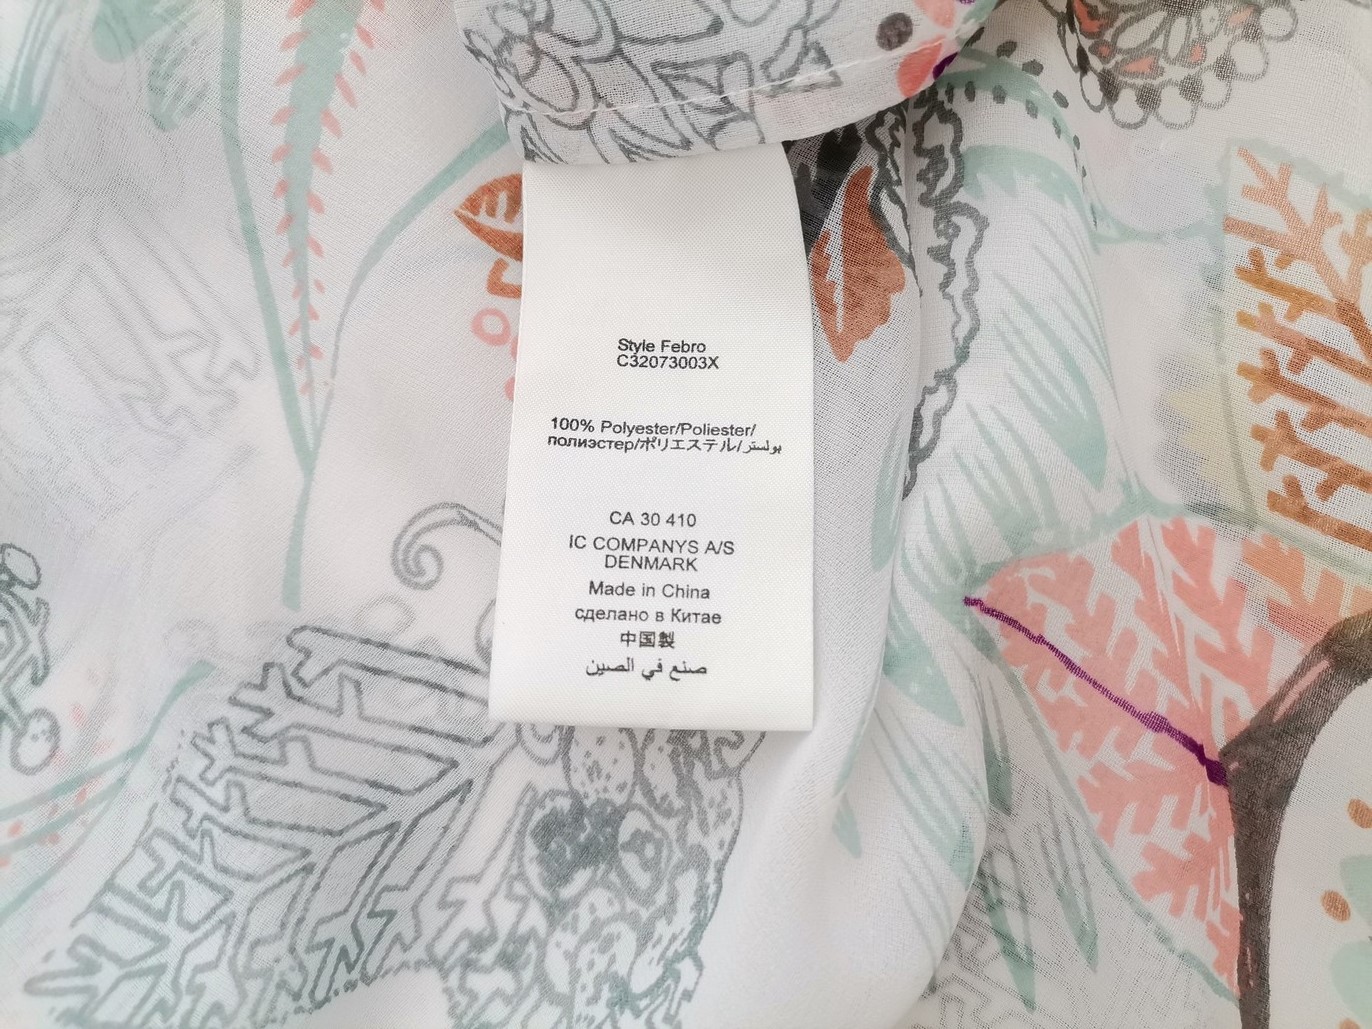 Style Febro
C32073003X
100% Polyester/Poliester/
полиэстер/ポリエステル/بولستر
CA 30 410
IC COMPANYS A/S
DENMARK
Made in China
сделано в Китае
中国製
صنع في الصين